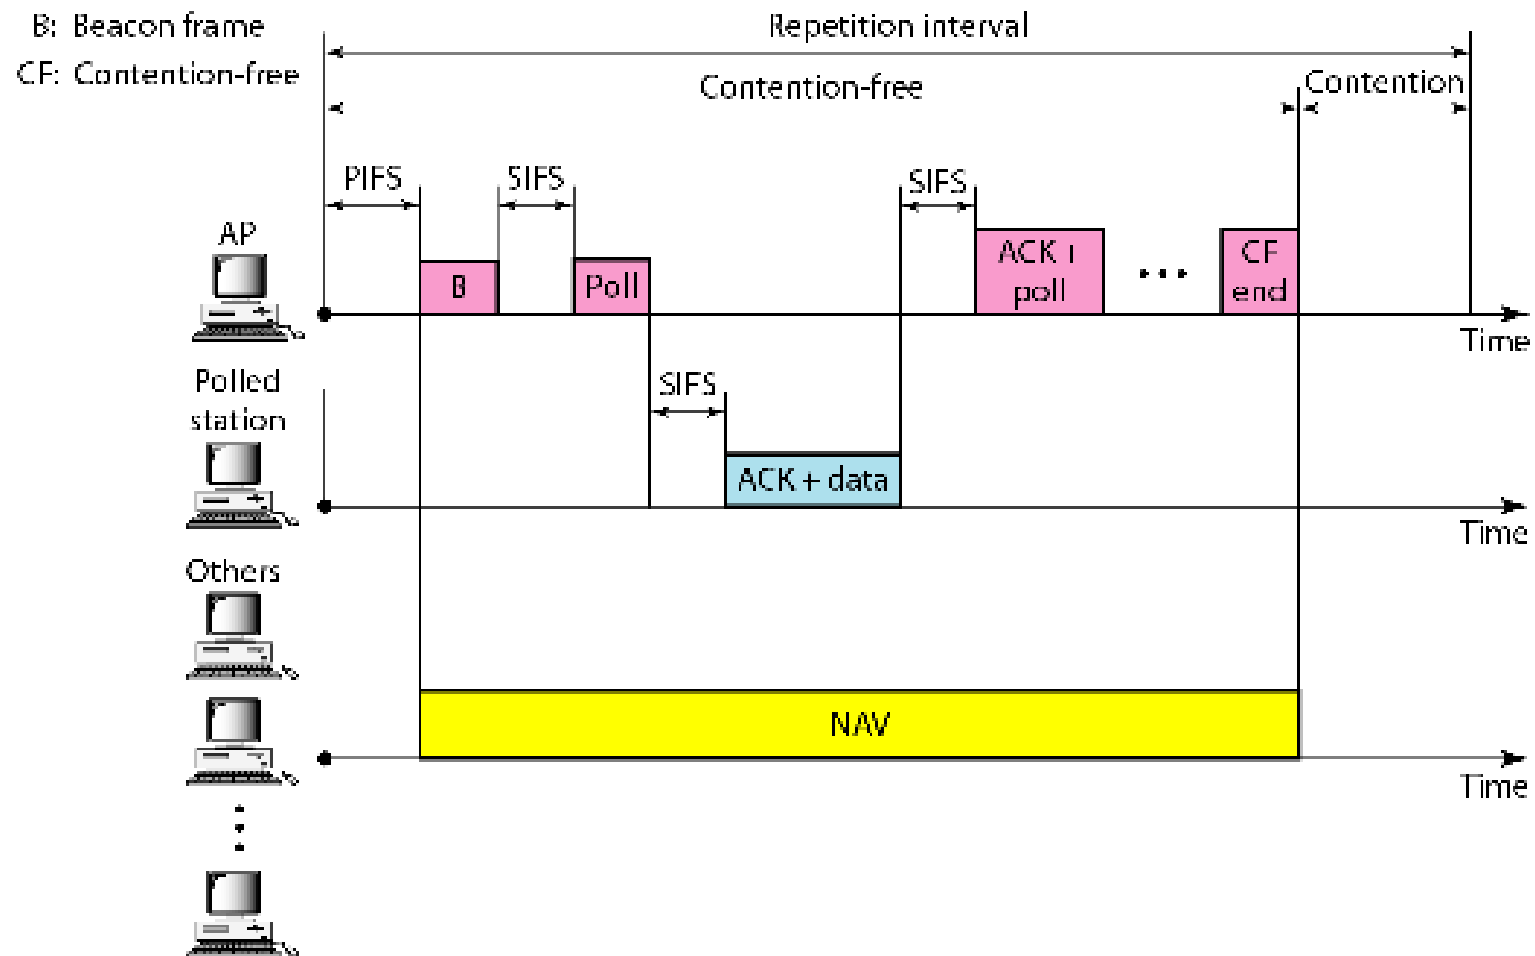 B: Beacon frame
CF: Contention-free
Repetition interval
Contention-free
Contention
PIFS
SIFS
SIFS
AP
B
Poll
ACK +
poll
CF
end
Time
Polled
station
SIFS
ACK + data
Time
Others
NAV
Time